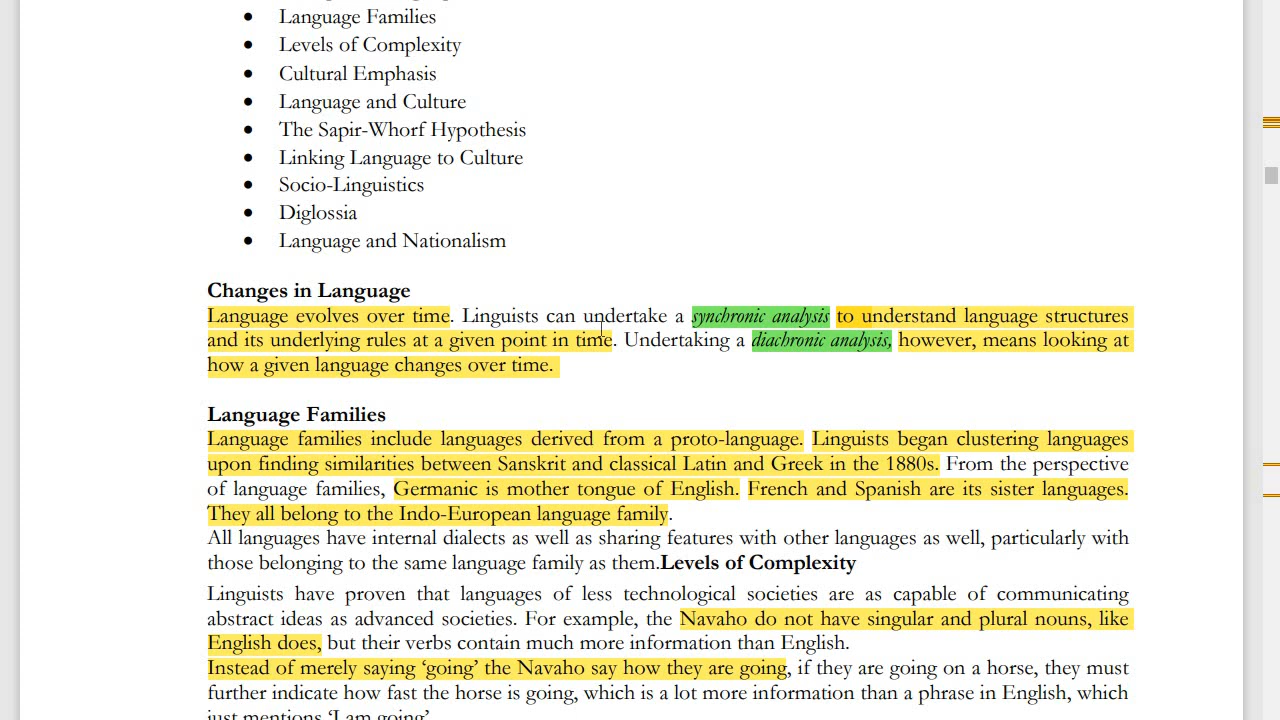 • Language Families
• Levels of Complexity
• Cultural Emphasis
• Language and Culture
• The Sapir-Whorf Hypothesis
• Linking Language to Culture
• Socio-Linguistics
• Diglossia
• Language and Nationalism
Changes in Language
Language evolves over time. Linguists can undertake a synchronic analysis to understand language structures
and its underlying rules at a given point in time. Undertaking a diachronic analysis, however, means looking at
how a given language changes over time.
Language Families
Language families include languages derived from a proto-language. Linguists began clustering languages
upon finding similarities between Sanskrit and classical Latin and Greek in the 1880s. From the perspective
of language families, Germanic is mother tongue of English. French and Spanish are its sister languages.
They all belong to the Indo-European language family.
All languages have internal dialects as well as sharing features with other languages as well, particularly with
those belonging to the same language family as them.Levels of Complexity
Linguists have proven that languages of less technological societies are as capable of communicating
abstract ideas as advanced societies. For example, the Navaho do not have singular and plural nouns, like
English does, but their verbs contain much more information than English.
Instead of merely saying ‘going’ the Navaho say how they are going, if they are going on a horse, they must
further indicate how fast the horse is going, which is a lot more information than a phrase in English, which
just mentions ‘I am going’